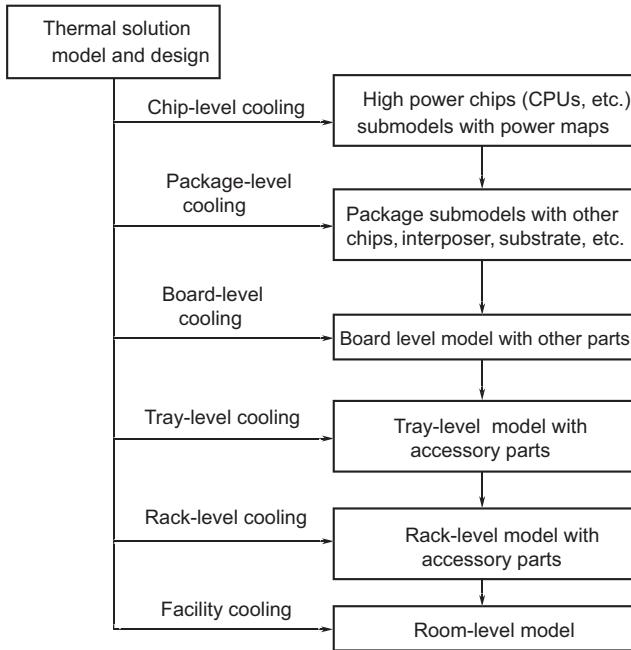 Thermal solution
model and design
Chip-level cooling
High power chips (CPUs, etc.)
submodels with power maps
Package-level
cooling
Package submodels with other
chips, interposer, substrate, etc.
Board-level
cooling
Board level model with other parts
Tray-level cooling
Tray-level model with
accessory parts
Rack-level cooling
Rack-level model with
accessory parts
Facility cooling
Room-level model